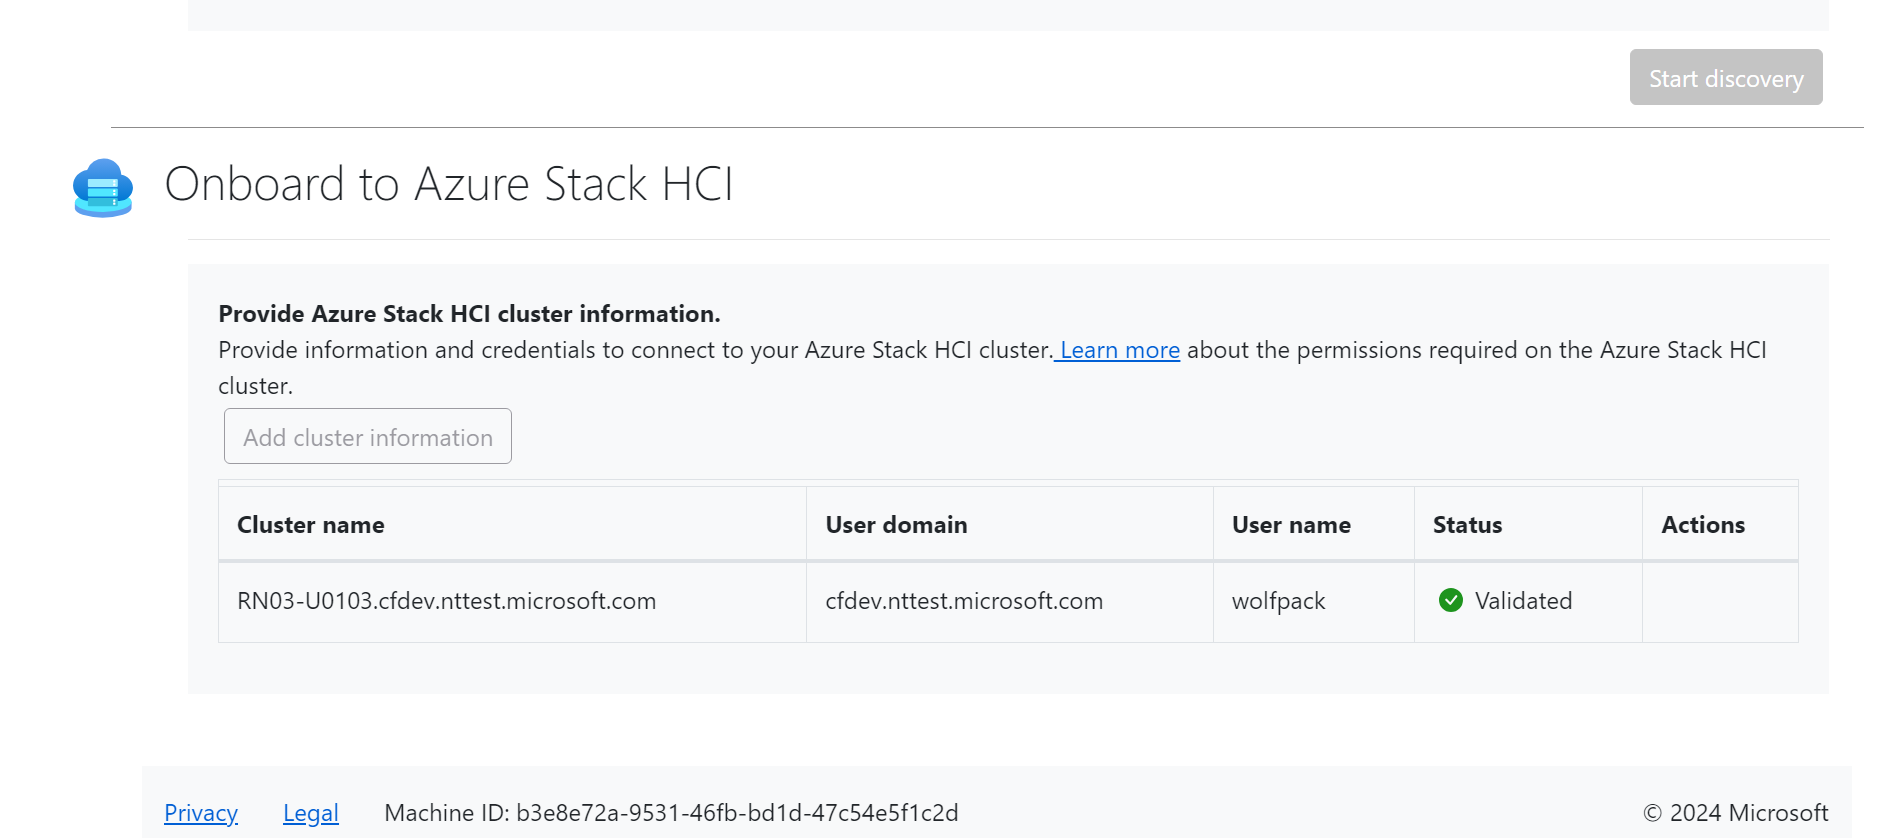 Start discovery
Onboard to Azure Stack HCI
Provide Azure Stack HCI cluster information.
Provide information and credentials to connect to your Azure Stack HCI cluster. Learn more about the permissions required on the Azure Stack HCI
cluster.
Add cluster information
Cluster name User domain User name Status Actions
RN03-U0103.cfdev.nttest.microsoft.com cfdev.nttest.microsoft.com wolfpack Validated
Privacy Legal Machine ID: b3e8e72a-9531-46fb-bd1d-47c54e5f1c2d © 2024 Microsoft